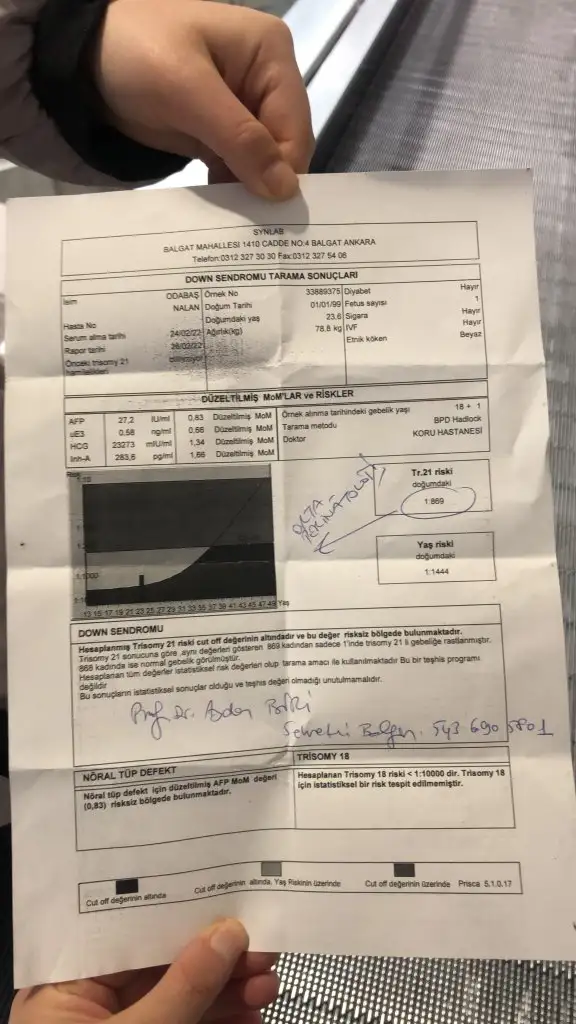 SYNLAB
BALGAT MAHALLESI 1410 CADDE NO:4 BALGAT ANKARA
Telefon:0312 327 30 30 Fax:0312 327 54 06
DOWN SENDROMU TARAMA SONUÇLARI
İsim ODABAŞ NALAN
Hasta No
Serum alma tarihi 24/02/22
Rapor tarihi 26/02/22
Önceki trisomy 21 bilinmiyor
Örnek No 33889375
Doğum Tarihi 01/01/99
Doğumdaki yaş 23.6
Ağırlık(kg) 78.8 kg
Diyabet Hayır
Fetus sayısı 1
Sigara Hayır
IVF Hayır
Etnik köken Beyaz
DÜZELTİLMİŞ MoM'LAR ve RİSKLER
AFP 27,2 IU/ml 0,83 Düzeltilmiş MoM
uE3 0,58 ng/ml 0,66 Düzeltilmiş MoM
HCG 23273 mIU/ml 1,34 Düzeltilmiş MoM
Inh-A 283,6 pg/ml 1,66 Düzeltilmiş MoM
Örnek alınma tarihindeki gebelik yaşı 18 + 1
Tarama metodu BPD Hadlock
Doktor KORU HASTANESİ
Risk
1:10
1:1000
13 15 17 19 21 23 25 27 29 31 33 35 37 39 41 43 45 47 49 Yaş
Tr.21 riski
doğumdaki
1:869
Yaş riski
doğumdaki
1:1444
DOWN SENDROMU
Hesaplanmış Trisomy 21 riski cut off değerinin altındadır ve bu değer risksiz bölgede bulunmaktadır.
Trisomy 21 sonucuna göre ,aynı değerleri gösteren 869 kadından sadece 1'inde trisomy 21 li gebeliğe rastlanmıştır.
868 kadında ise normal gebelik görülmüştür.
Hesaplanan tüm değerler istatistiksel risk değerleri olup tarama amacı ile kullanılmaktadır Bu bir teşhis programı
değildir
Bu sonuçların istatistiksel sonuçlar olduğu ve teşhis değeri olmadığı unutulmamalıdır.
Prof. Dr.
543 690 5801
NÖRAL TÜP DEFEKT
Nöral tüp defekt için düzeltilmiş AFP MoM değeri
(0,83) risksiz bölgede bulunmaktadır.
TRISOMY 18
Hesaplanan Trisomy 18 riski < 1:10000 dir. Trisomy 18
için istatistiksel bir risk tespit edilmemiştir.
Cut off değerinin altında
Cut off değerinin altında, Yaş Riskinin üzerinde
Cut off değerinin üzerinde
Prisca 5.1.0.17